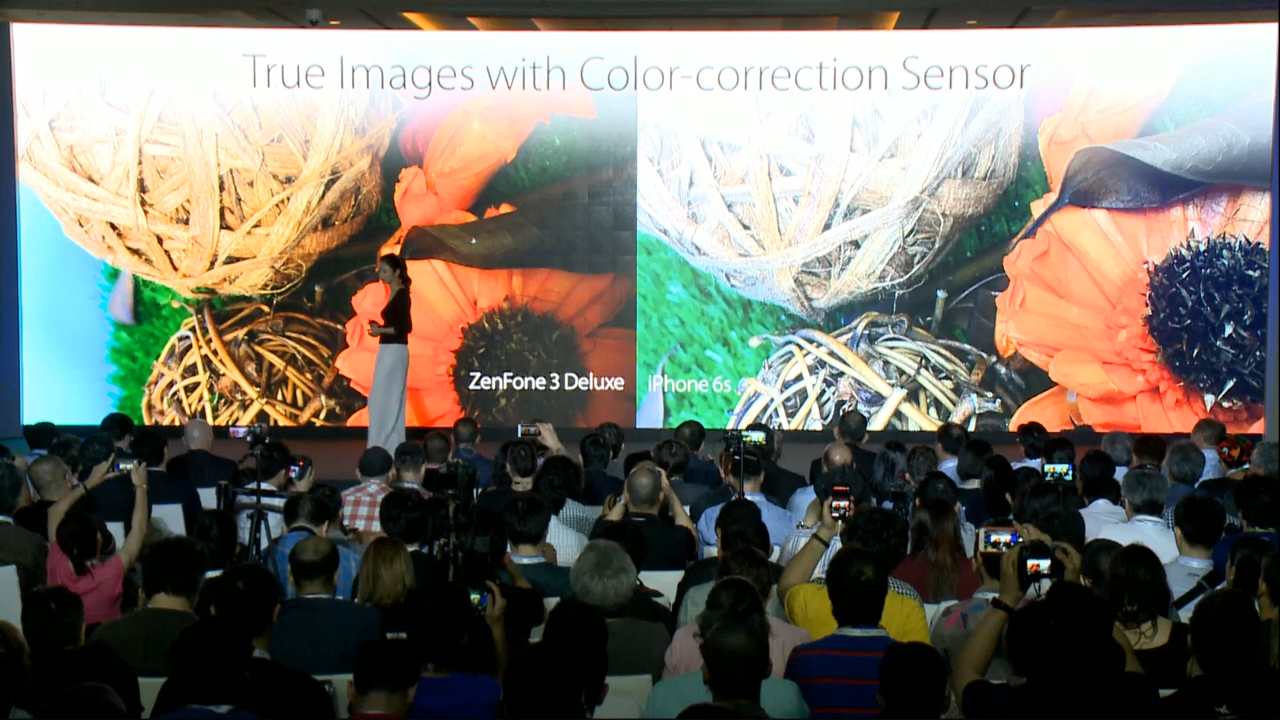 True Images with Color-correction Sensor
ZenFone 3 Deluxe
iPhone 6s